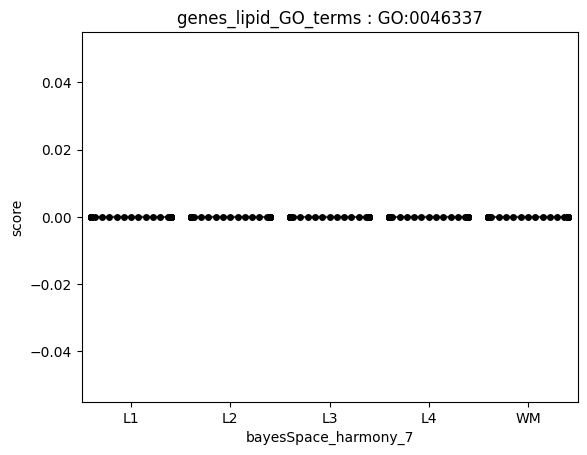 genes_lipid_GO_terms : GO:0046337
0.04
0.02
0.00
−0.02
−0.04
score
L1 L2 L3 L4 WM
bayesSpace_harmony_7